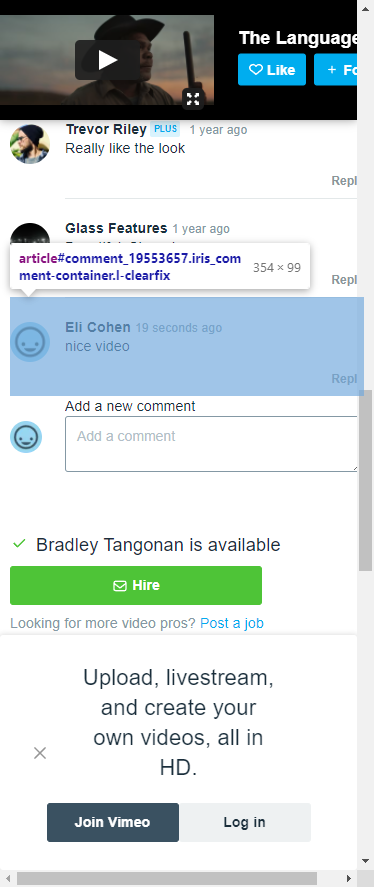 The Language
Like
+ Fo
Trevor Riley PLUS 1 year ago
Really like the look
Repl
Glass Features 1 year ago
article#comment_19553657.iris_com
ment-container.l-clearfix
354 × 99
Repl
Eli Cohen 19 seconds ago
nice video
Repl
Add a new comment
Add a comment
Bradley Tangonan is available
Hire
Looking for more video pros? Post a job
Upload, livestream,
and create your
own videos, all in
HD.
Join Vimeo
Log in